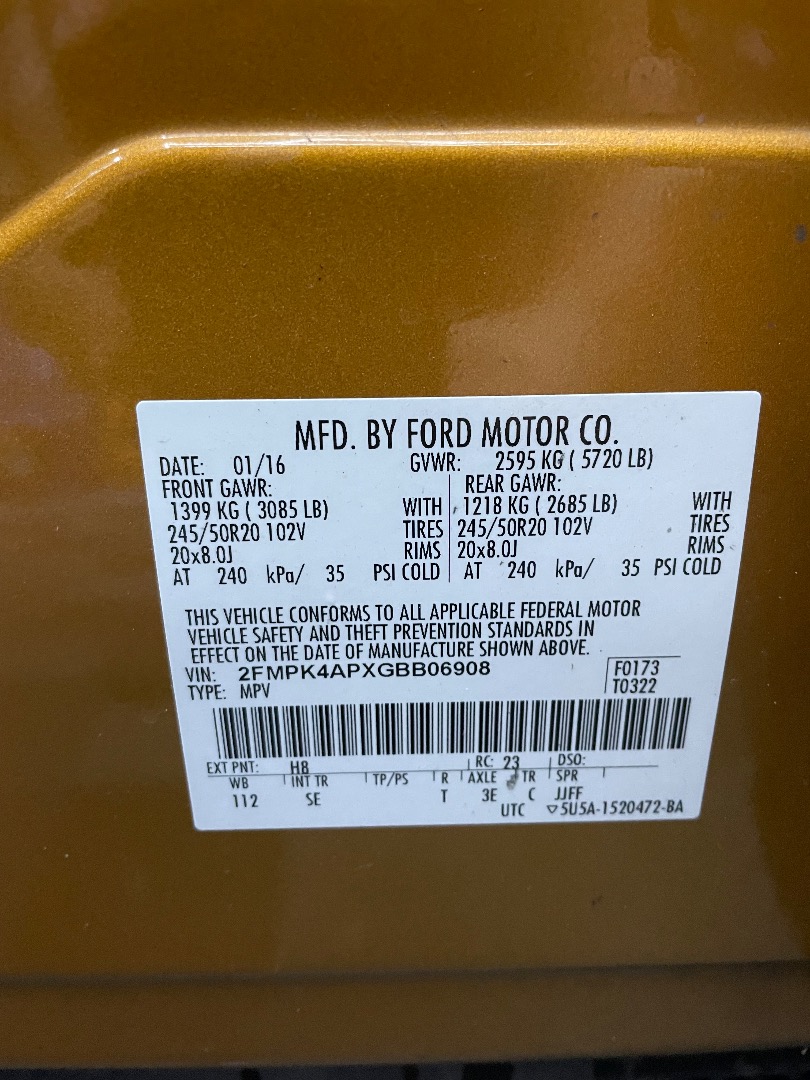 MFD. BY FORD MOTOR CO.
DATE: 01/16 GVWR: 2595 KG ( 5720 LB)
FRONT GAWR: REAR GAWR:
1399 KG ( 3085 LB) WITH 1218 KG ( 2685 LB) WITH
245/50R20 102V TIRES 245/50R20 102V TIRES
20x8.0J RIMS 20x8.0J RIMS
AT 240 kPa/ 35 PSI COLD AT 240 kPa/ 35 PSI COLD
THIS VEHICLE CONFORMS TO ALL APPLICABLE FEDERAL MOTOR
VEHICLE SAFETY AND THEFT PREVENTION STANDARDS IN
EFFECT ON THE DATE OF MANUFACTURE SHOWN ABOVE.
VIN: 2FMPK4APXGBB06908 F0173
TYPE: MPV T0322
EXT PNT: H8 RC: 23 DSO:
WB INT TR TP/PS R AXLE TR SPR
112 SE T 3E C JJFF
UTC ▽5U5A-1520472-BA